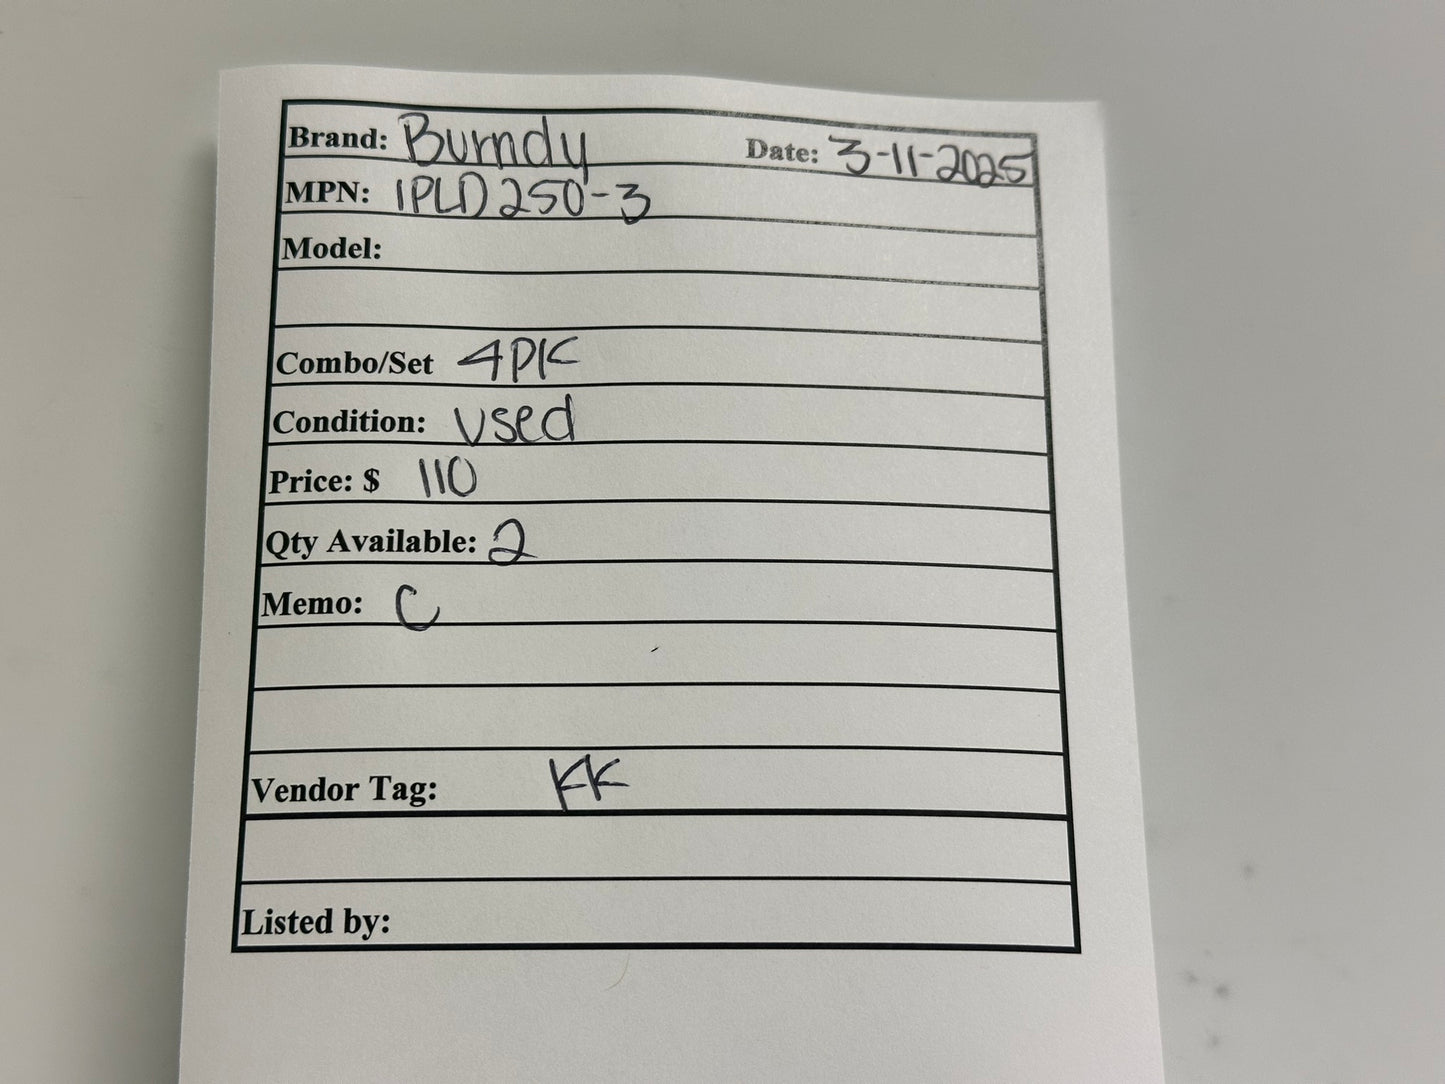 Brand: Burndy Date: 3-11-2025
MPN: 1PLD250-3
Model:
Combo/Set 4PK
Condition: used
Price: $ 110
Qty Available: 2
Memo: C
Vendor Tag: KK
Listed by: